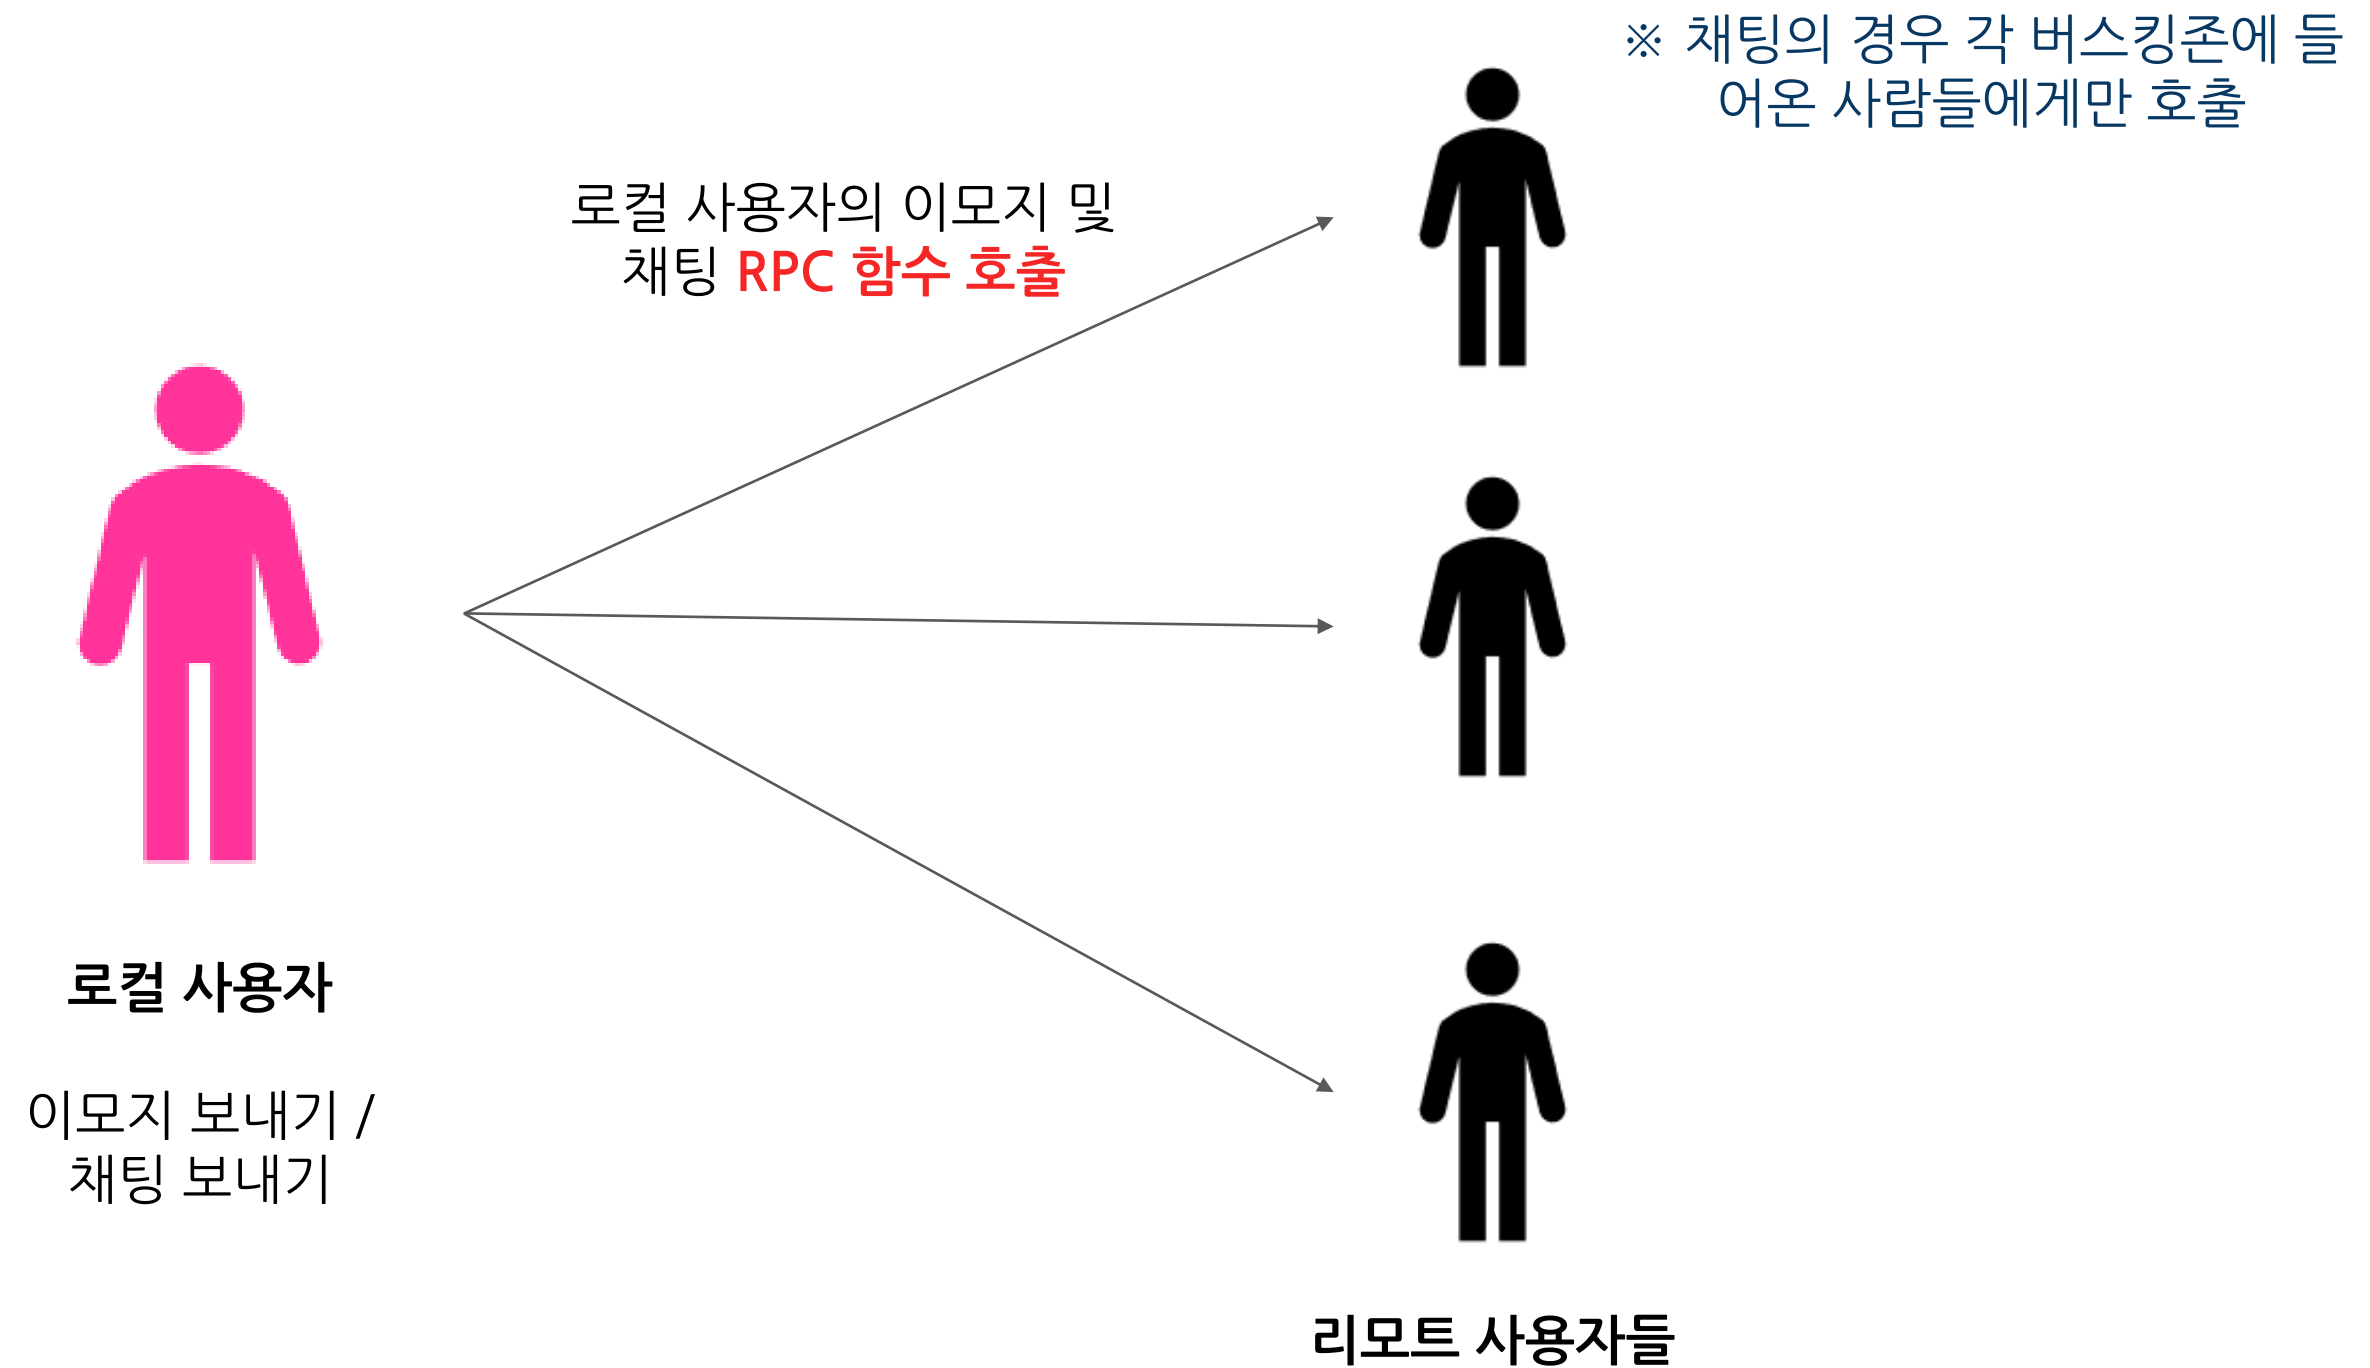 ※ 채팅의 경우 각 버스킹존에 들
어온 사람들에게만 호출
로컬 사용자의 이모지 및
채팅 RPC 함수 호출
로컬 사용자
이모지 보내기 /
채팅 보내기
리모트 사용자들